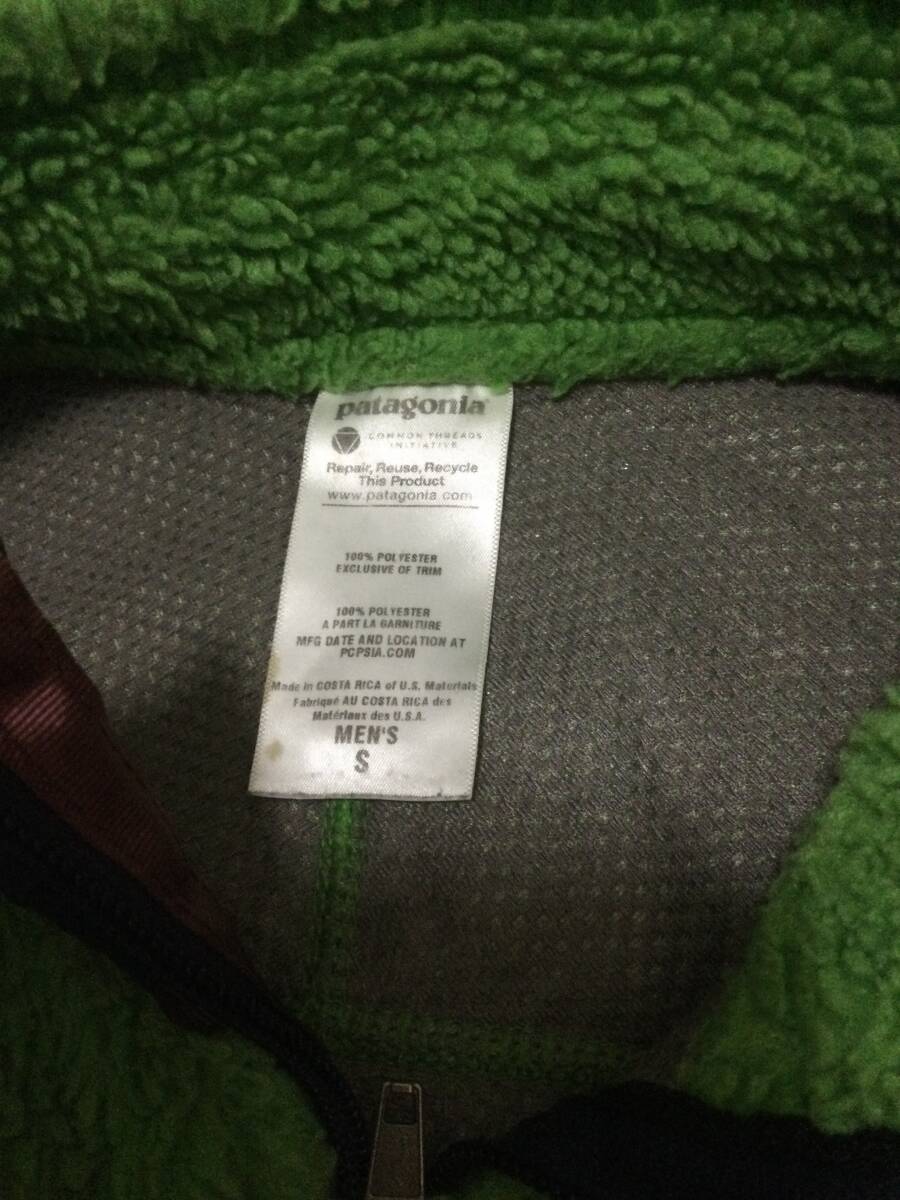 patagonia
COMMON THREADS
INITIATIVE
Repair, Reuse, Recycle
This Product
www.patagonia.com
100% POLYESTER
EXCLUSIVE OF TRIM
100% POLYESTER
A PART LA GARNITURE
MFG DATE AND LOCATION AT
PCPSIA.COM
Made in COSTA RICA of U.S. Materials
Fabriqué AU COSTA RICA des
Matériaux des U.S.A.
MEN'S
S